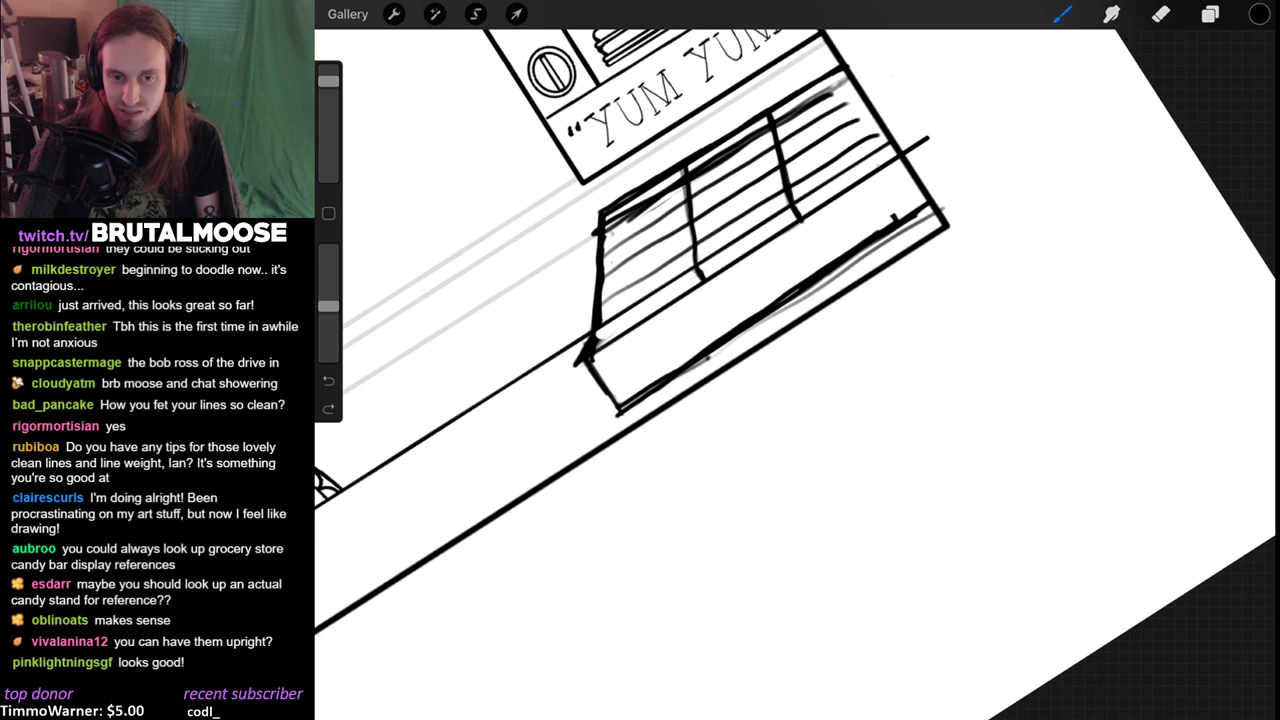 Gallery
"YUM YUM
twitch.tv/BRUTALMOOSE
rigormortisian they could be sticking out
milkdestroyer beginning to doodle now.. it's
contagious...
arrilou just arrived, this looks great so far!
therobinfeather Tbh this is the first time in awhile
I'm not anxious
snappcastermage the bob ross of the drive in
cloudyatm brb moose and chat showering
bad_pancake How you fet your lines so clean?
rigormortisian yes
rubiboa Do you have any tips for those lovely
clean lines and line weight, Ian? It's something
you're so good at
clairescurls I'm doing alright! Been
procrastinating on my art stuff, but now I feel like
drawing!
aubroo you could always look up grocery store
candy bar display references
esdarr maybe you should look up an actual
candy stand for reference??
oblinoats makes sense
vivalanina12 you can have them upright?
pinklightningsgf looks good!
top donor
recent subscriber
TimmoWarner: $5.00
codl_